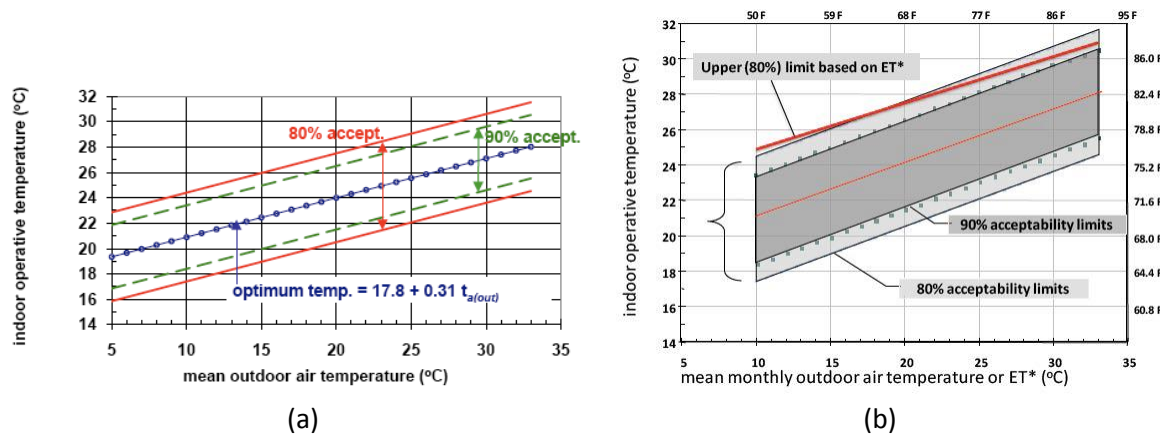 indoor operative temperature (°C)
32
30
28
26
24
22
20
18
16
14
80% accept.
90% accept.
optimum temp. = 17.8 + 0.31 ta(out)
5
10
15
20
25
30
35
mean outdoor air temperature (°C)
(a)
50 F
59 F
68 F
77 F
86 F
95 F
indoor operative temperature (°C)
32
30
28
26
24
22
20
18
16
14
Upper (80%) limit based on ET*
90% acceptability limits
80% acceptability limits
86.0 F
82.4 F
78.8 F
75.2 F
71.6 F
68.0 F
64.4 F
60.8 F
5
10
15
20
25
30
35
mean monthly outdoor air temperature or ET* (°C)
(b)